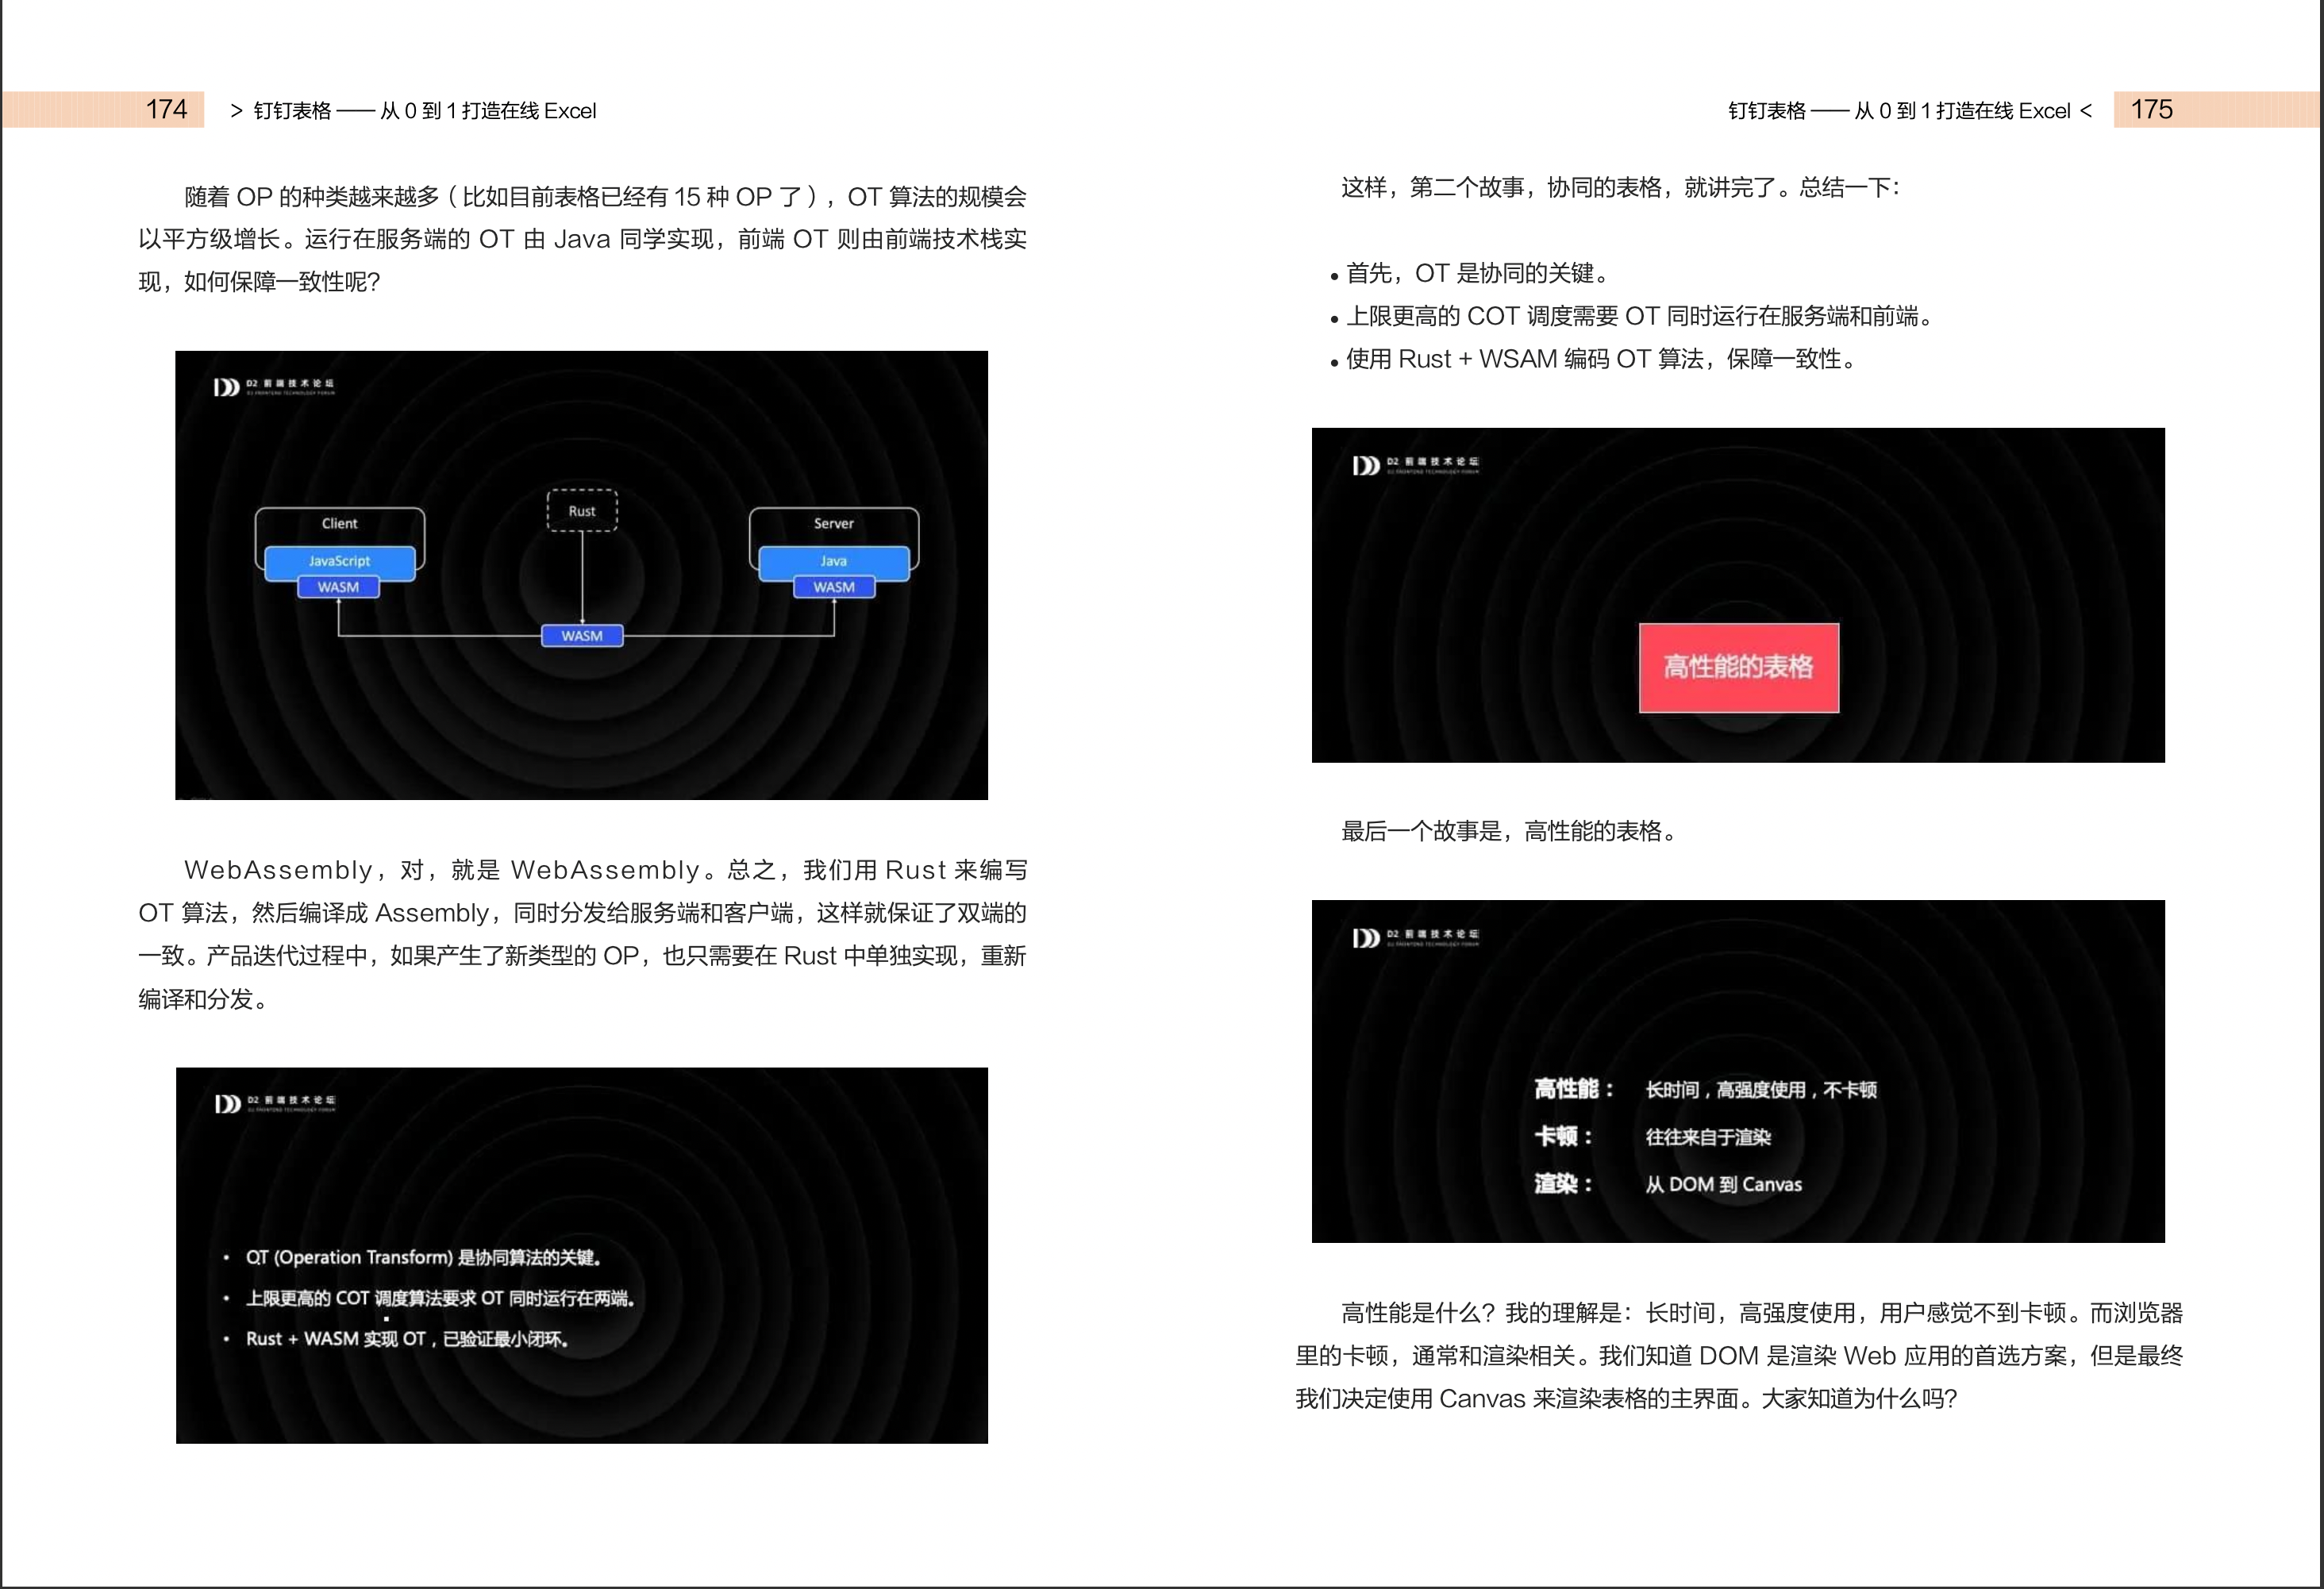 174 > 钉钉表格 —— 从 0 到 1 打造在线 Excel
随着 OP 的种类越来越多（比如目前表格已经有 15 种 OP 了），OT 算法的规模会
以平方级增长。运行在服务端的 OT 由 Java 同学实现，前端 OT 则由前端技术栈实
现，如何保障一致性呢？
D2 前端技术论坛
D2 FRONTEND TECHNOLOGY FORUM
Client
JavaScript
WASM
Rust
WASM
Server
Java
WASM
WebAssembly，对，就是 WebAssembly。总之，我们用 Rust 来编写
OT 算法，然后编译成 Assembly，同时分发给服务端和客户端，这样就保证了双端的
一致。产品迭代过程中，如果产生了新类型的 OP，也只需要在 Rust 中单独实现，重新
编译和分发。
D2 前端技术论坛
D2 FRONTEND TECHNOLOGY FORUM
• OT (Operation Transform) 是协同算法的关键。
• 上限更高的 COT 调度算法要求 OT 同时运行在两端。
• Rust + WASM 实现 OT，已验证最小闭环。
钉钉表格 —— 从 0 到 1 打造在线 Excel < 175
这样，第二个故事，协同的表格，就讲完了。总结一下：
• 首先，OT 是协同的关键。
• 上限更高的 COT 调度需要 OT 同时运行在服务端和前端。
• 使用 Rust + WSAM 编码 OT 算法，保障一致性。
D2 前端技术论坛
D2 FRONTEND TECHNOLOGY FORUM
高性能的表格
最后一个故事是，高性能的表格。
D2 前端技术论坛
D2 FRONTEND TECHNOLOGY FORUM
高性能： 长时间，高强度使用，不卡顿
卡顿： 往往来自于渲染
渲染： 从 DOM 到 Canvas
高性能是什么？我的理解是：长时间，高强度使用，用户感觉不到卡顿。而浏览器
里的卡顿，通常和渲染相关。我们知道 DOM 是渲染 Web 应用的首选方案，但是最终
我们决定使用 Canvas 来渲染表格的主界面。大家知道为什么吗？